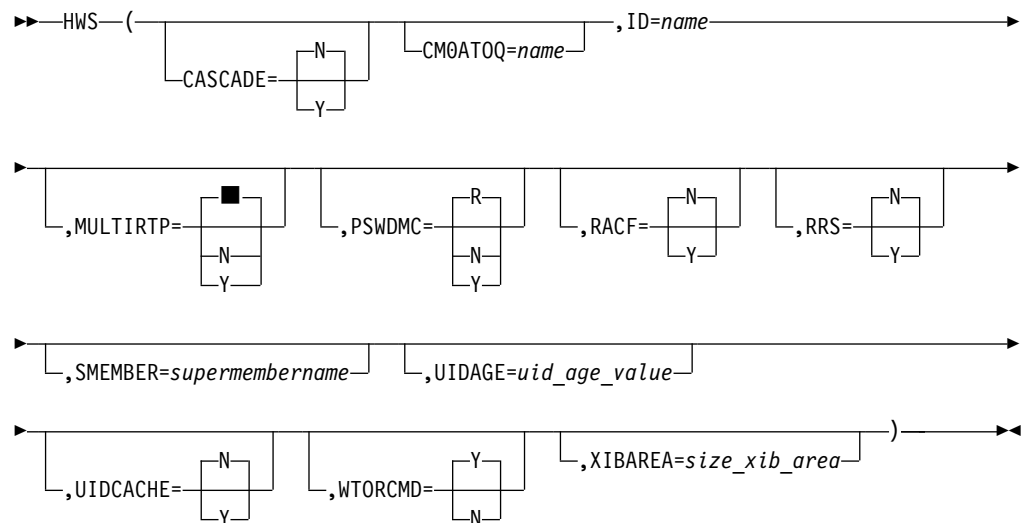 HWS ( CASCADE= N Y CM0ATOQ=name ,ID=name
,MULTIRTP= N Y ,PSWDMC= R N Y ,RACF= N Y ,RRS= N Y
,SMEMBER=supermembername ,UIDAGE=uid_age_value
,UIDCACHE= N Y ,WTORCMD= Y N ,XIBAREA=size_xib_area )